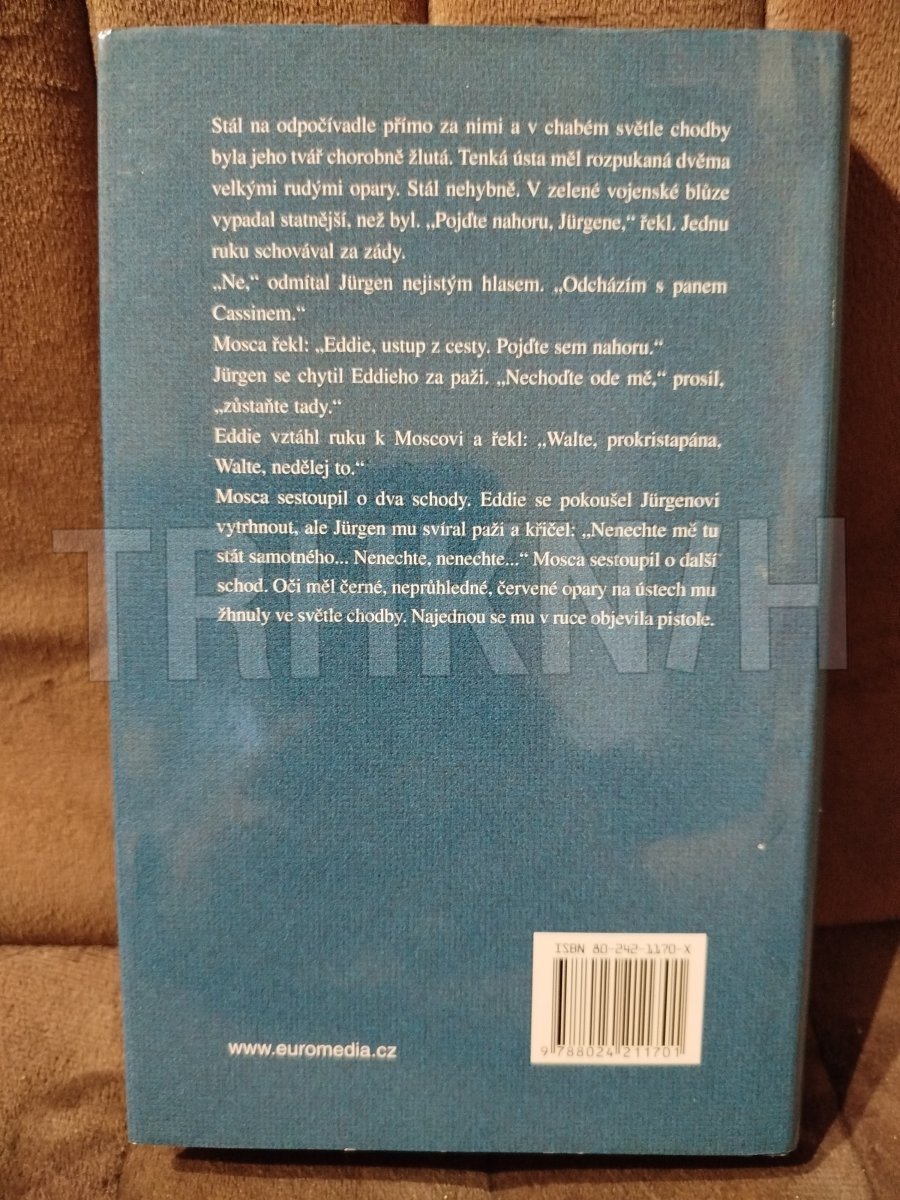 Stál na odpočívadle přímo za nimi a v chabém světle chodby
byla jeho tvář chorobně žlutá. Tenká ústa měl rozpukaná dvěma
velkými rudými opary. Stál nehybně. V zelené vojenské blůze
vypadal statnější, než byl. „Pojďte nahoru, Jürgene,“ řekl. Jednu
ruku schovával za zády.
„Ne,“ odmítal Jürgen nejistým hlasem. „Odcházím s panem
Cassinem.“
Mosca řekl: „Eddie, ustup z cesty. Pojďte sem nahoru.“
Jürgen se chytil Eddieho za paži. „Nechoďte ode mě,“ prosil,
„zůstaňte tady.“
Eddie vztáhl ruku k Moscovi a řekl: „Walte, prokristapána,
Walte, nedělej to.“
Mosca sestoupil o dva schody. Eddie se pokoušel Jürgenovi
vytrhnout, ale Jürgen mu svíral paži a křičel: „Nenechte mě tu
stát samotného... Nenechte, nenechte...“ Mosca sestoupil o další
schod. Oči měl černé, neprůhledné, červené opary na ústech mu
žhnuly ve světle chodby. Najednou se mu v ruce objevila pistole.
ISBN 80-242-1170-X
9 788024 211701
www.euromedia.cz